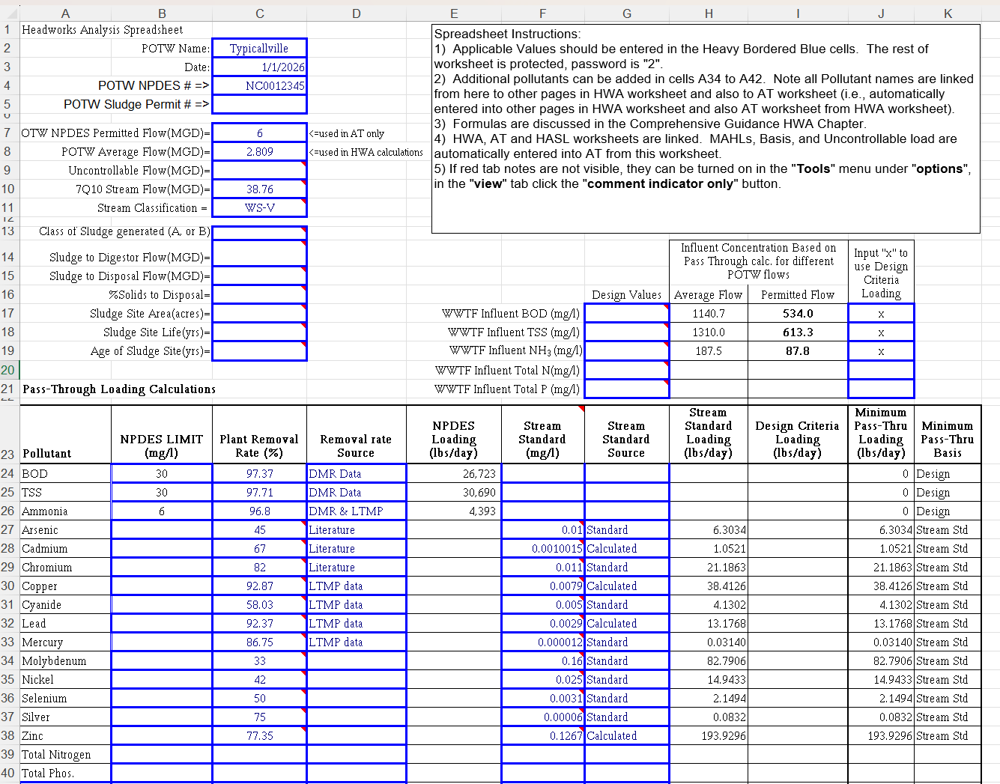 A B C D E F G H I J K
1 Headworks Analysis Spreadsheet
2 POTW Name: Typicallville
3 Date: 1/1/2026
4 POTW NPDES # => NC0012345
5 POTW Sludge Permit # =>
Spreadsheet Instructions:
1) Applicable Values should be entered in the Heavy Bordered Blue cells. The rest of
worksheet is protected, password is "2".
2) Additional pollutants can be added in cells A34 to A42. Note all Pollutant names are linked
from here to other pages in HWA worksheet and also to AT worksheet (i.e., automatically
entered into other pages in HWA worksheet and also AT worksheet from HWA worksheet).
3) Formulas are discussed in the Comprehensive Guidance HWA Chapter.
4) HWA, AT and HASL worksheets are linked. MAHLs, Basis, and Uncontrollable load are
automatically entered into AT from this worksheet.
5) If red tab notes are not visible, they can be turned on in the "Tools" menu under "options",
in the "view" tab click the "comment indicator only" button.
7 OTW NPDES Permitted Flow(MGD)= 6 <=used in AT only
8 POTW Average Flow(MGD)= 2.809 <=used in HWA calculations
9 Uncontrollable Flow(MGD)=
10 7Q10 Stream Flow(MGD)= 38.76
11 Stream Classification = WS-V
12
13 Class of Sludge generated (A, or B)
14 Sludge to Digestor Flow(MGD)=
15 Sludge to Disposal Flow(MGD)=
Influent Concentration Based on
Pass Through calc. for different
POTW flows
Input "x" to
use Design
Criteria
Loading
16 %Solids to Disposal= Design Values Average Flow Permitted Flow
17 Sludge Site Area(acres)= WWTF Influent BOD (mg/l) 1140.7 534.0 x
18 Sludge Site Life(yrs)= WWTF Influent TSS (mg/l) 1310.0 613.3 x
19 Age of Sludge Site(yrs)= WWTF Influent NH3 (mg/l) 187.5 87.8 x
20 WWTF Influent Total N(mg/l)
21 Pass-Through Loading Calculations WWTF Influent Total P (mg/l)
23 Pollutant
NPDES LIMIT
(mg/l)
Plant Removal
Rate (%)
Removal rate
Source
NPDES
Loading
(lbs/day)
Stream
Standard
(mg/l)
Stream
Standard
Source
Stream
Standard
Loading
(lbs/day)
Design Criteria
Loading
(lbs/day)
Minimum
Pass-Thru
Loading
(lbs/day)
Minimum
Pass-Thru
Basis
24 BOD 30 97.37 DMR Data 26,723 0 Design
25 TSS 30 97.71 DMR Data 30,690 0 Design
26 Ammonia 6 96.8 DMR & LTMP 4,393 0 Design
27 Arsenic 45 Literature 0.01 Standard 6.3034 6.3034 Stream Std
28 Cadmium 67 Literature 0.0010015 Calculated 1.0521 1.0521 Stream Std
29 Chromium 82 Literature 0.011 Standard 21.1863 21.1863 Stream Std
30 Copper 92.87 LTMP data 0.0079 Calculated 38.4126 38.4126 Stream Std
31 Cyanide 58.03 LTMP data 0.005 Standard 4.1302 4.1302 Stream Std
32 Lead 92.37 LTMP data 0.0029 Calculated 13.1768 13.1768 Stream Std
33 Mercury 86.75 LTMP data 0.000012 Standard 0.03140 0.03140 Stream Std
34 Molybdenum 33 0.16 Standard 82.7906 82.7906 Stream Std
35 Nickel 42 0.025 Standard 14.9433 14.9433 Stream Std
36 Selenium 50 0.0031 Standard 2.1494 2.1494 Stream Std
37 Silver 75 0.00006 Standard 0.0832 0.0832 Stream Std
38 Zinc 77.35 0.1267 Calculated 193.9296 193.9296 Stream Std
39 Total Nitrogen
40 Total Phos.